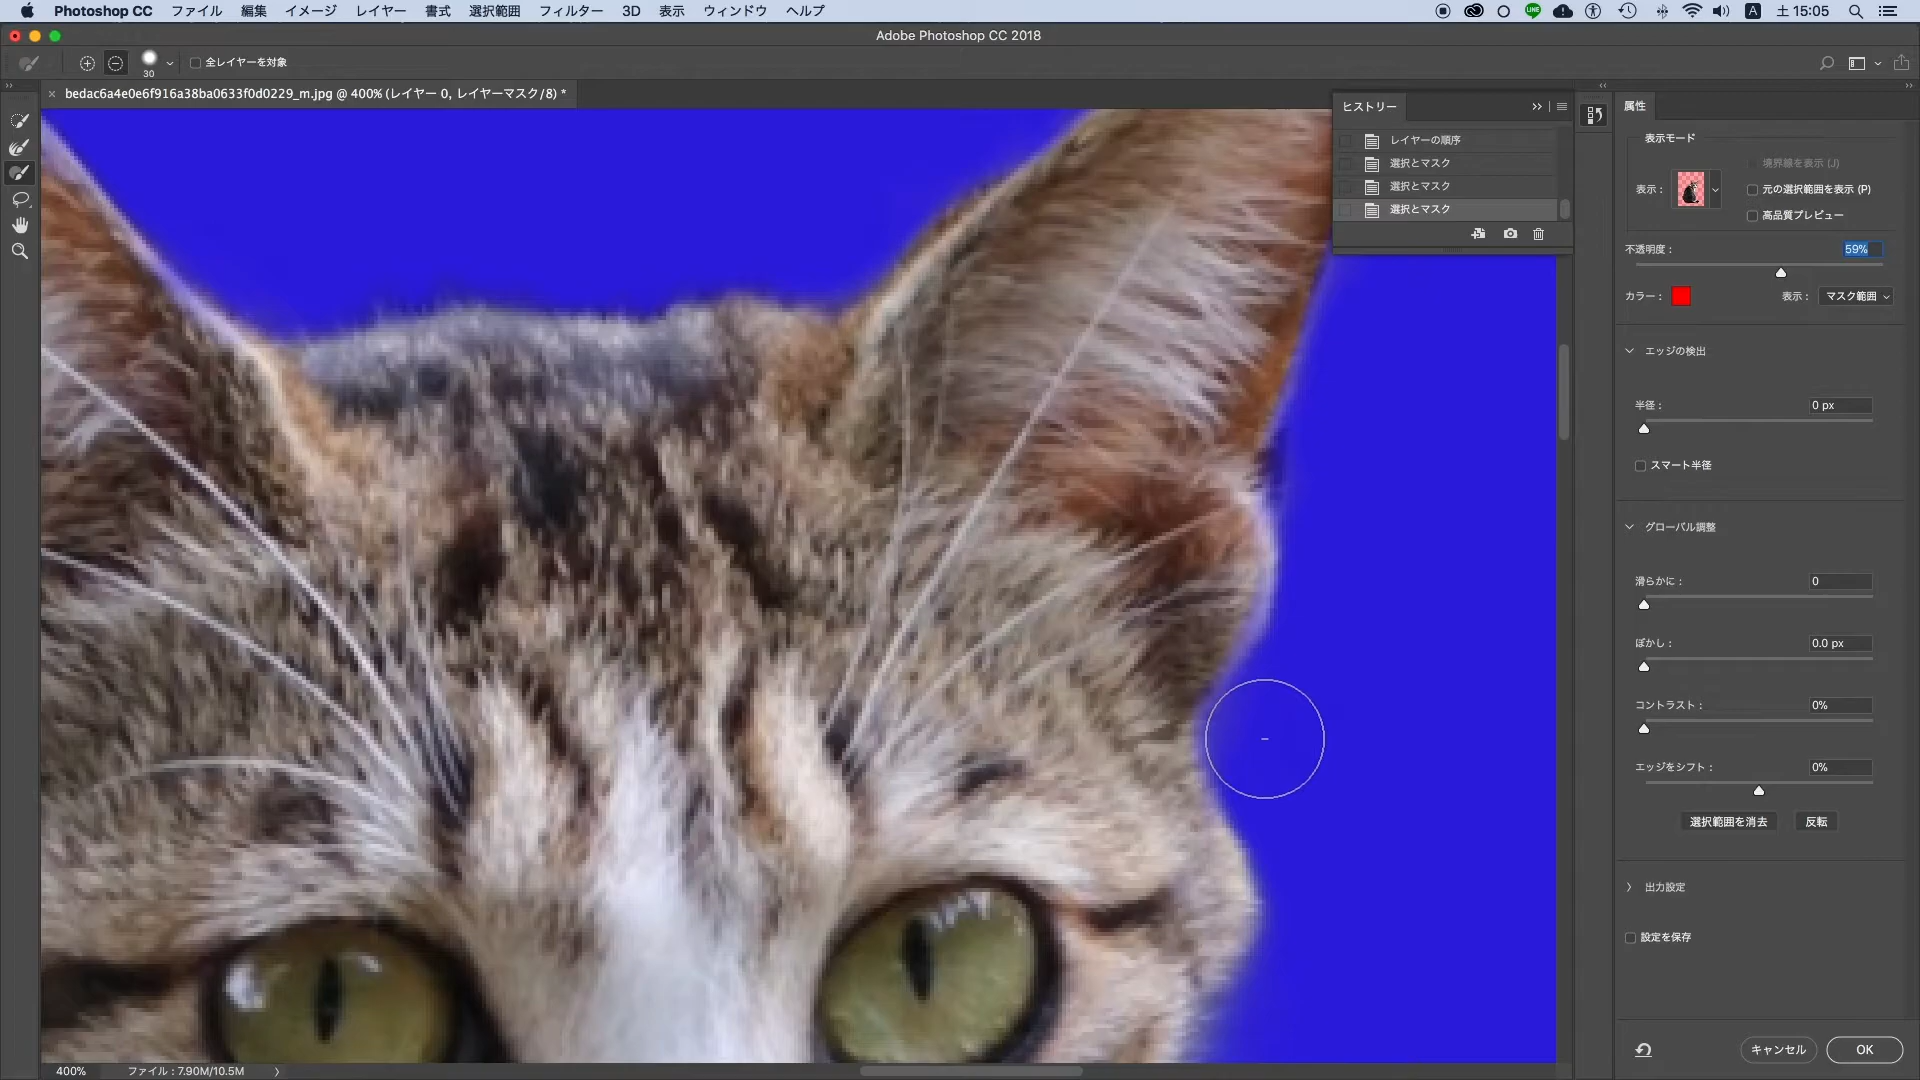 Photoshop CC ファイル 編集 イメージ レイヤー 書式 選択範囲 フィルター 3D 表示 ウィンドウ ヘルプ LINE A 土 15:05
Adobe Photoshop CC 2018
30 全レイヤーを対象
bedac6a4e0e6f916a38ba0633f0d0229_m.jpg @ 400% (レイヤー 0, レイヤーマスク/8) *
ヒストリー
レイヤーの順序
選択とマスク
選択とマスク
選択とマスク
属性
表示モード
境界線を表示 (J)
表示：
元の選択範囲を表示 (P)
高品質プレビュー
不透明度： 59%
カラー： 表示： マスク範囲
エッジの検出
半径： 0 px
スマート半径
グローバル調整
滑らかに： 0
ぼかし： 0.0 px
コントラスト： 0%
エッジをシフト： 0%
選択範囲を消去 反転
出力設定
設定を保存
キャンセル OK
400% ファイル：7.90M/10.5M